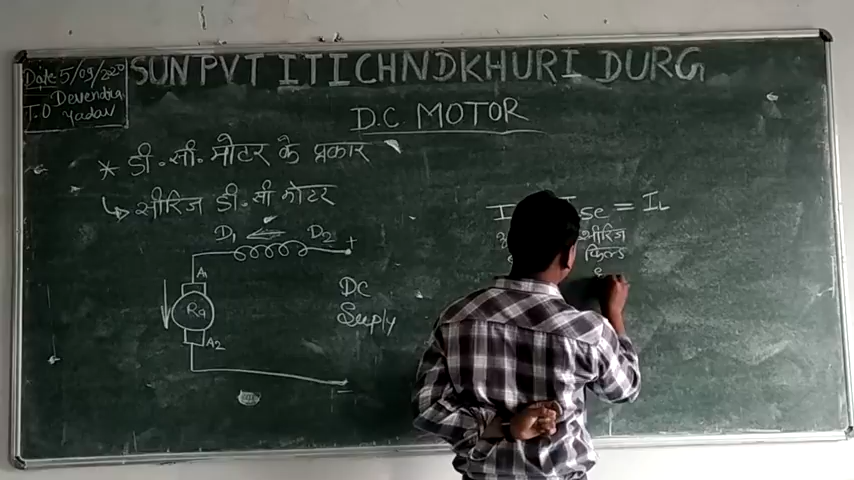 Date 5/09/2020
T.O Devendra Yadav
SUN PVT ITI CHNDKHURI DURG
D.C MOTOR
* डी.सी. मोटर के प्रकार
↳ सीरिज डी.सी मोटर
D1 ← D2 +
A1
Ra
A2
DC
Supply
−
I
se = IL
सीरिज
फिल्ड